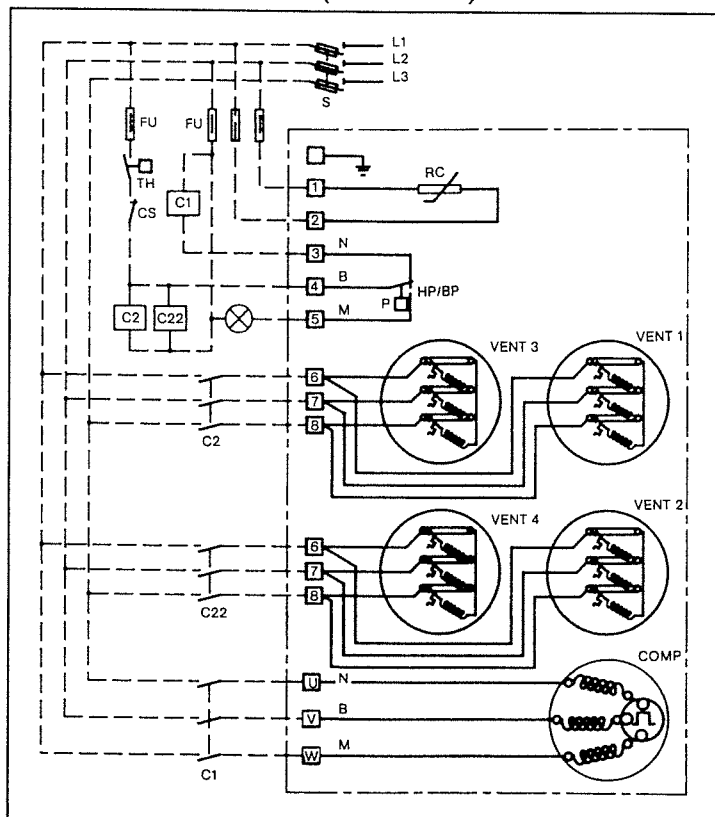 L1
L2
L3
S
FU
FU
TH
CS
C1
1
RC
2
3 N
4 B
HP/BP
P
5 M
C2
C22
VENT 3
VENT 1
6
7
8
C2
VENT 4
VENT 2
6
7
8
C22
COMP
U N
V B
W M
C1